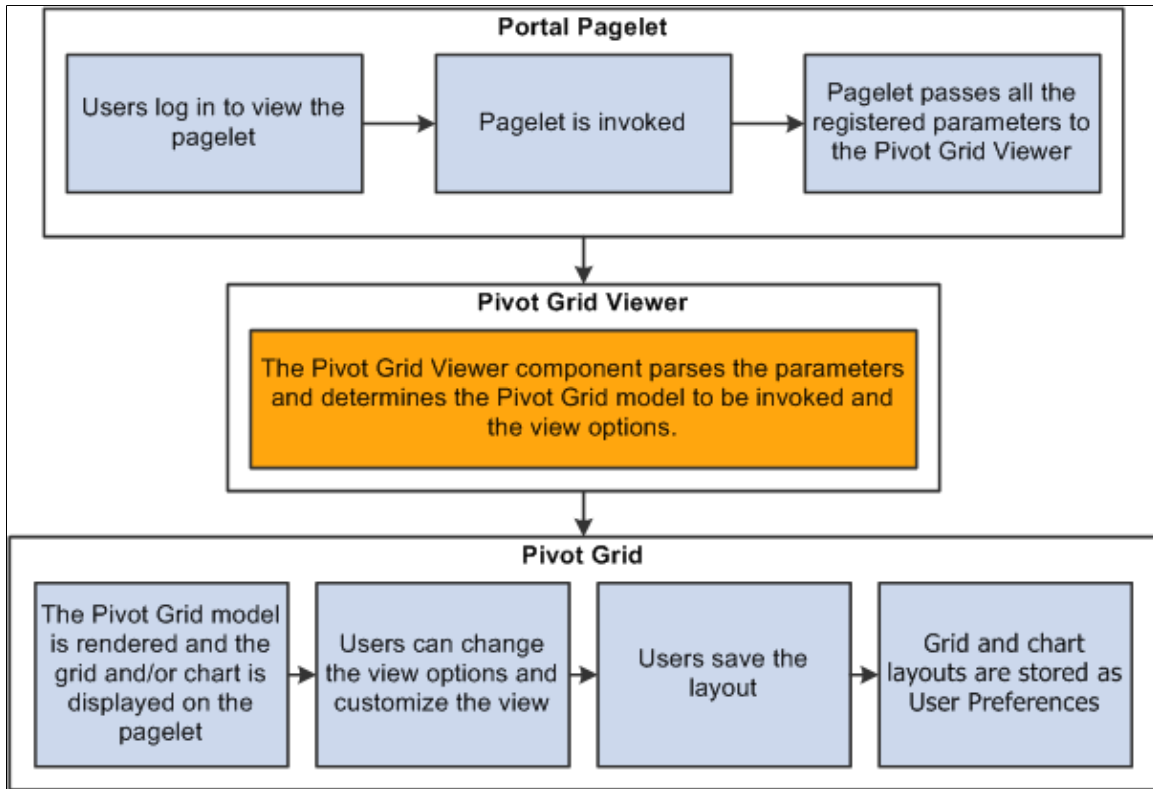 Portal Pagelet
Users log in to view the
pagelet
Pagelet is invoked
Pagelet passes all the
registered parameters to
the Pivot Grid Viewer
Pivot Grid Viewer
The Pivot Grid Viewer component parses the parameters
and determines the Pivot Grid model to be invoked and
the view options.
Pivot Grid
The Pivot Grid model
is rendered and the
grid and/or chart is
displayed on the
pagelet
Users can change
the view options and
customize the view
Users save the
layout
Grid and chart
layouts are stored as
User Preferences